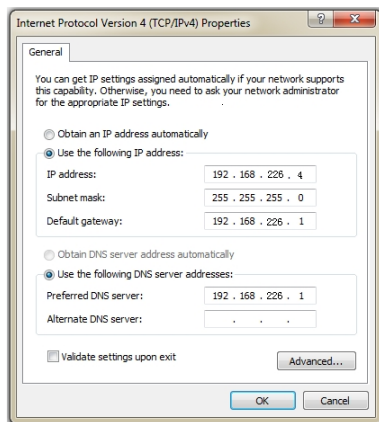 Internet Protocol Version 4 (TCP/IPv4) Properties
General
You can get IP settings assigned automatically if your network supports
this capability. Otherwise, you need to ask your network administrator
for the appropriate IP settings.
Obtain an IP address automatically
Use the following IP address:
IP address: 192 . 168 . 226 . 4
Subnet mask: 255 . 255 . 255 . 0
Default gateway: 192 . 168 . 226 . 1
Obtain DNS server address automatically
Use the following DNS server addresses:
Preferred DNS server: 192 . 168 . 226 . 1
Alternate DNS server: . . .
Validate settings upon exit
Advanced...
OK Cancel